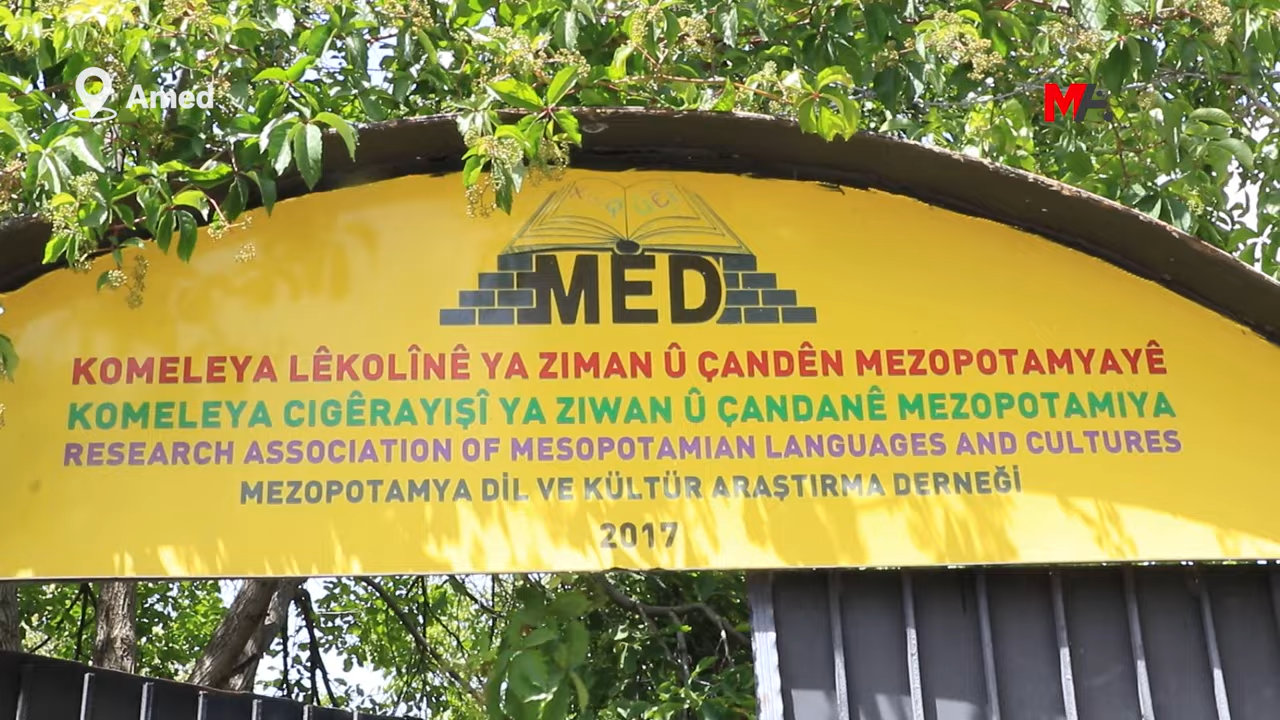 Amed
MA
MED
KOMELEYA LÊKOLÎNÊ YA ZIMAN Û ÇANDÊN MEZOPOTAMYAYÊ
KOMELEYA CIGÊRAYIŞÎ YA ZIWAN Û ÇANDANÊ MEZOPOTAMIYA
RESEARCH ASSOCIATION OF MESOPOTAMIAN LANGUAGES AND CULTURES
MEZOPOTAMYA DİL VE KÜLTÜR ARAŞTIRMA DERNEĞİ
2017